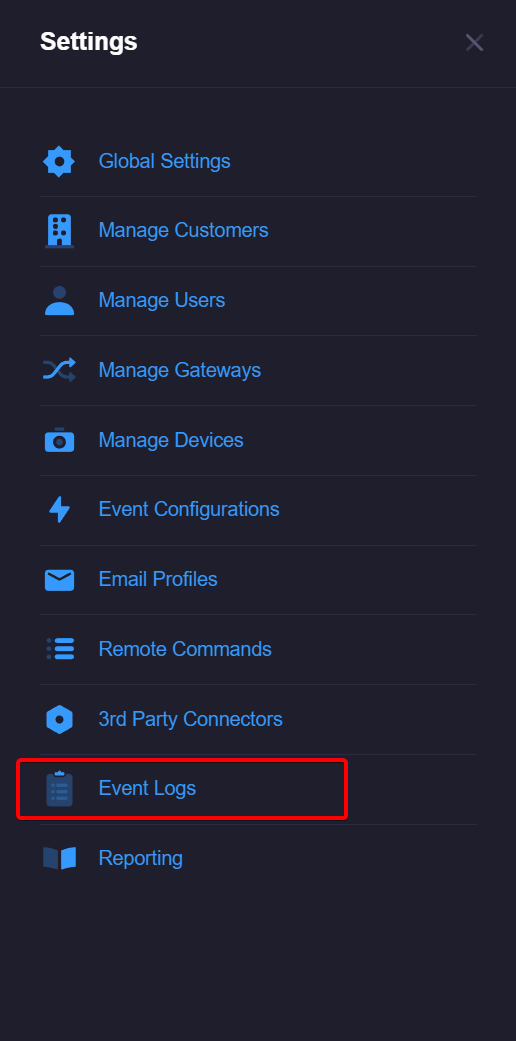 Settings
Global Settings
Manage Customers
Manage Users
Manage Gateways
Manage Devices
Event Configurations
Email Profiles
Remote Commands
3rd Party Connectors
Event Logs
Reporting